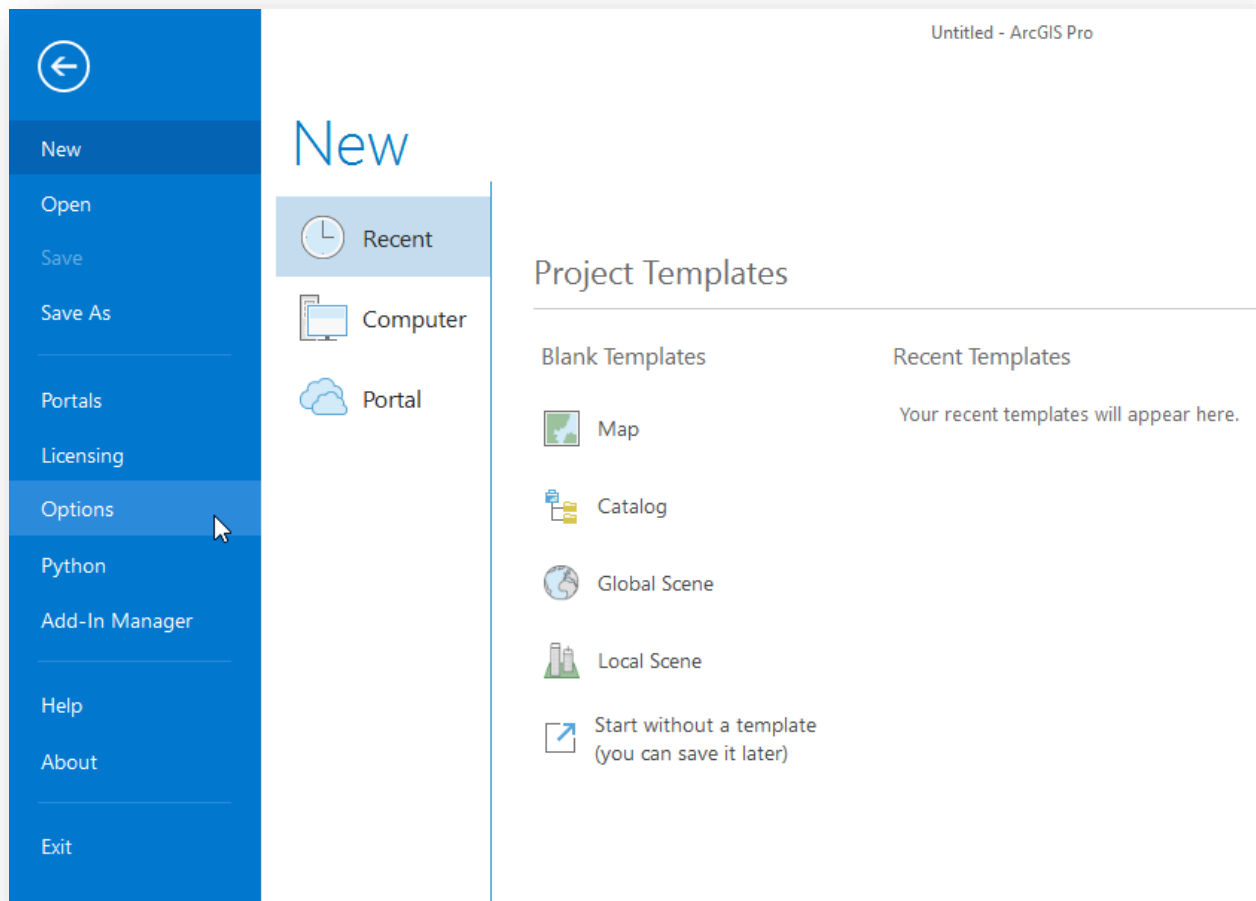 Untitled - ArcGIS Pro
New
Open
Save
Save As
Portals
Licensing
Options
Python
Add-In Manager
Help
About
Exit
New
Recent
Computer
Portal
Project Templates
Blank Templates
Map
Catalog
Global Scene
Local Scene
Start without a template
(you can save it later)
Recent Templates
Your recent templates will appear here.